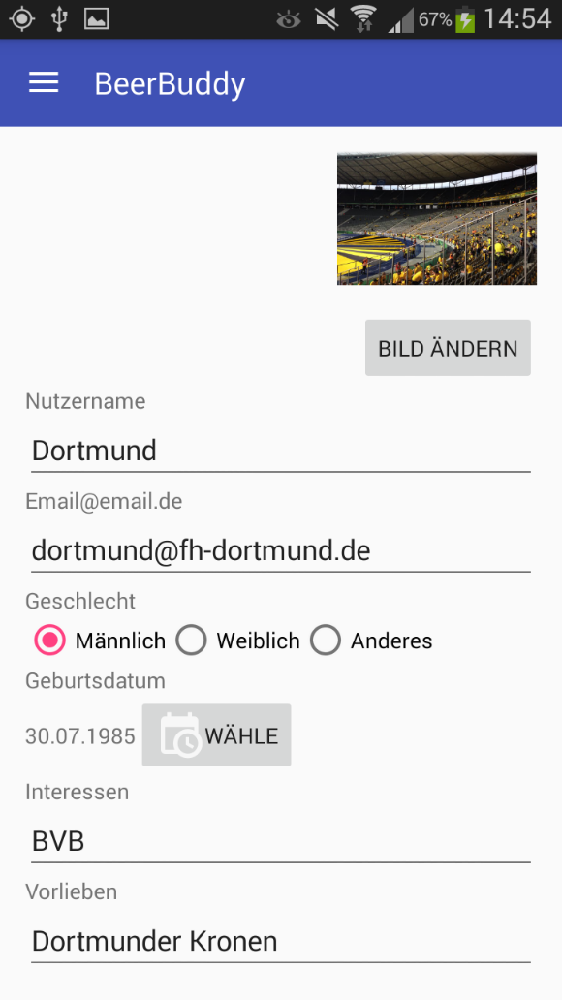 67% 14:54
BeerBuddy
BILD ÄNDERN
Nutzername
Dortmund
Email@email.de
dortmund@fh-dortmund.de
Geschlecht
Männlich Weiblich Anderes
Geburtsdatum
30.07.1985 WÄHLE
Interessen
BVB
Vorlieben
Dortmunder Kronen